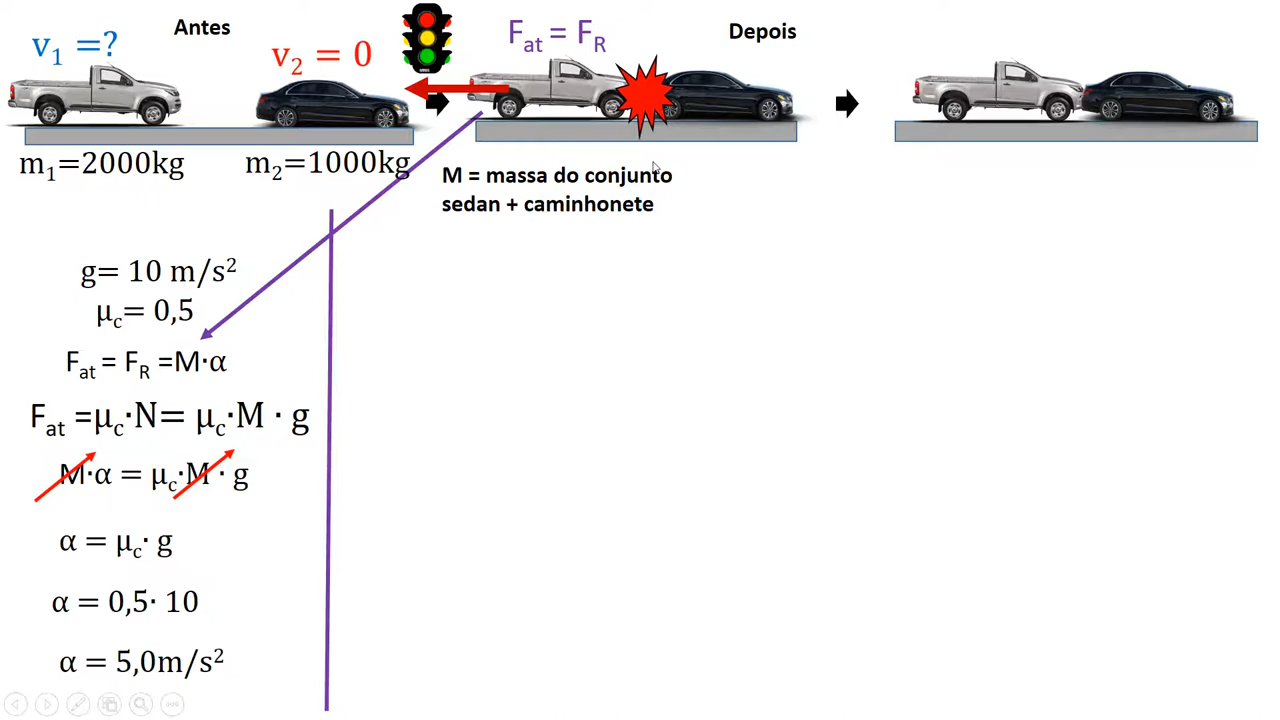 Antes
Depois
v₁ =?
v₂ = 0
Fat = FR
m₁=2000kg
m₂=1000kg
M = massa do conjunto
sedan + caminhonete
g= 10 m/s²
μc= 0,5
Fat = FR =M·α
Fat =μc·N= μc·M · g
M·α = μc·M · g
α = μc· g
α = 0,5· 10
α = 5,0m/s²